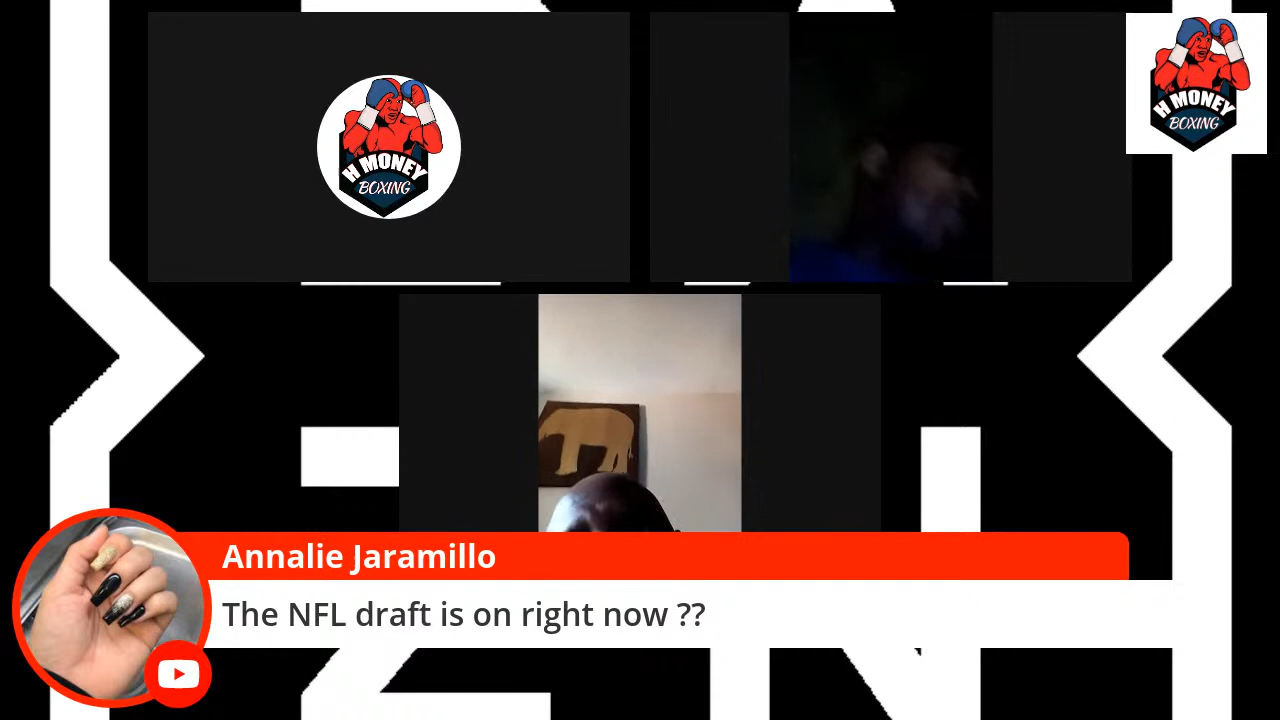 H MONEY
BOXING
H MONEY
BOXING
Annalie Jaramillo
The NFL draft is on right now ??